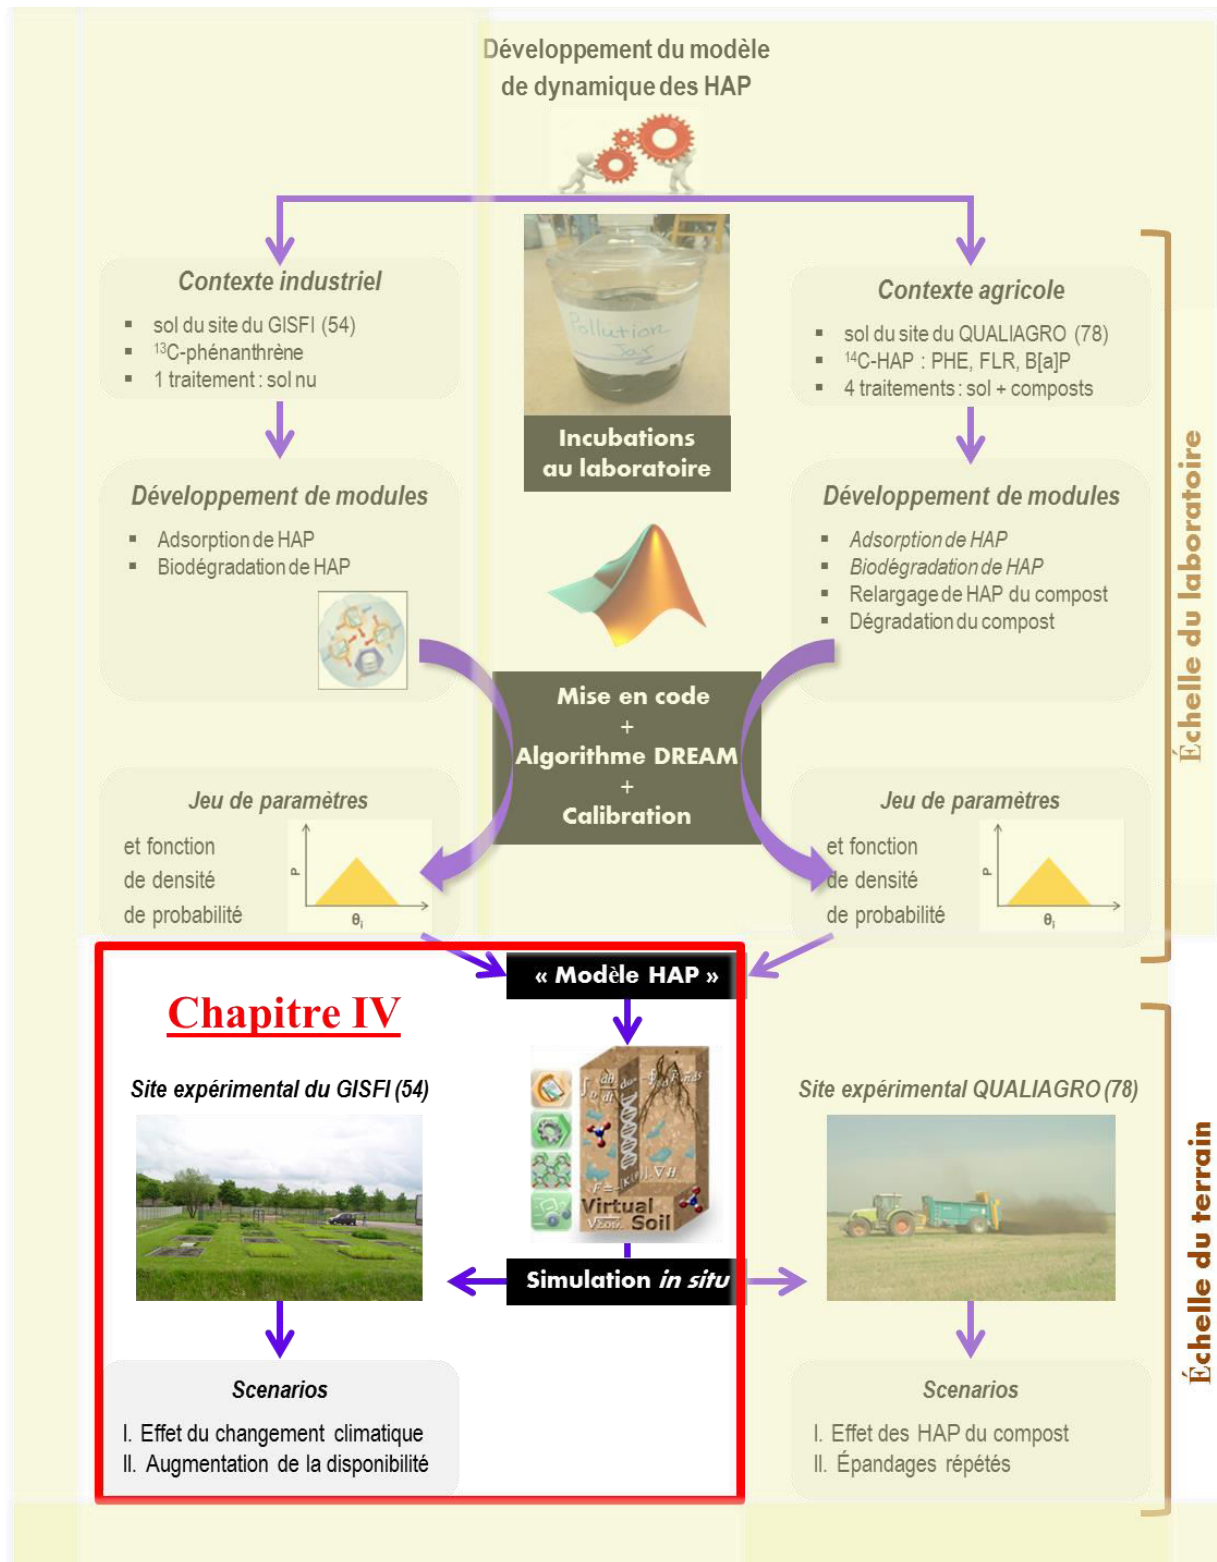 Développement du modèle
de dynamique des HAP
Contexte industriel
▪ sol du site du GISFI (54)
▪ ¹³C-phénanthrène
▪ 1 traitement : sol nu
Pollution
Jar
Incubations
au laboratoire
Contexte agricole
▪ sol du site du QUALIAGRO (78)
▪ ¹⁴C-HAP : PHE, FLR, B[a]P
▪ 4 traitements : sol + composts
Échelle du laboratoire
Développement de modules
▪ Adsorption de HAP
▪ Biodégradation de HAP
Développement de modules
▪ Adsorption de HAP
▪ Biodégradation de HAP
▪ Relargage de HAP du compost
▪ Dégradation du compost
Mise en code
+
Algorithme DREAM
+
Calibration
Jeu de paramètres
et fonction
de densité
de probabilité
P
θi
Jeu de paramètres
et fonction
de densité
de probabilité
P
θi
« Modèle HAP »
Chapitre IV
Site expérimental du GISFI (54)
Virtual
Soil
Site expérimental QUALIAGRO (78)
Échelle du terrain
Simulation in situ
Scenarios
I. Effet du changement climatique
II. Augmentation de la disponibilité
Scenarios
I. Effet des HAP du compost
II. Épandages répétés